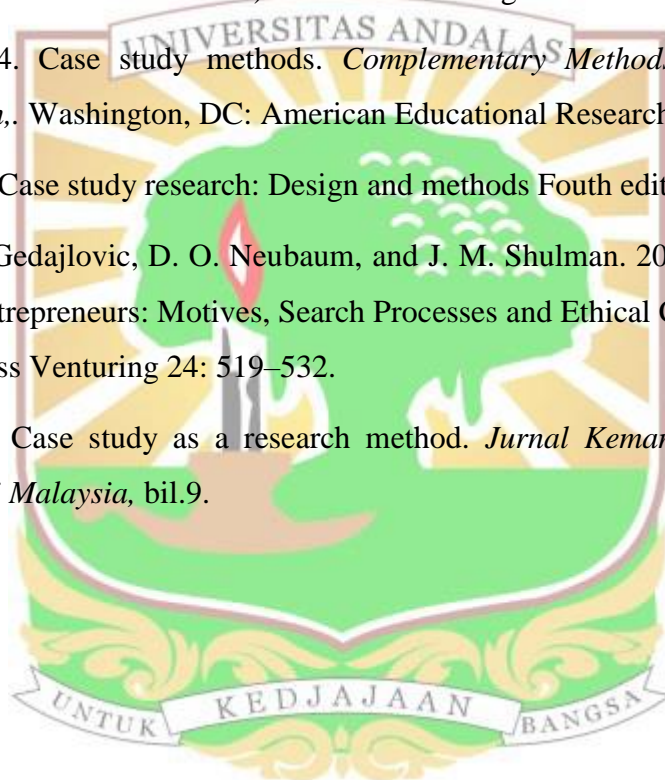 UNIVERSITAS ANDALAS
4. Case study methods. Complementary Method
n,. Washington, DC: American Educational Research
Case study research: Design and methods Fouth edit
Gedajlovic, D. O. Neubaum, and J. M. Shulman. 20
trepreneurs: Motives, Search Processes and Ethical
ss Venturing 24: 519–532.
Case study as a research method. Jurnal Kemar
Malaysia, bil.9.
UNTUK KEDJAJAAN BANGSA